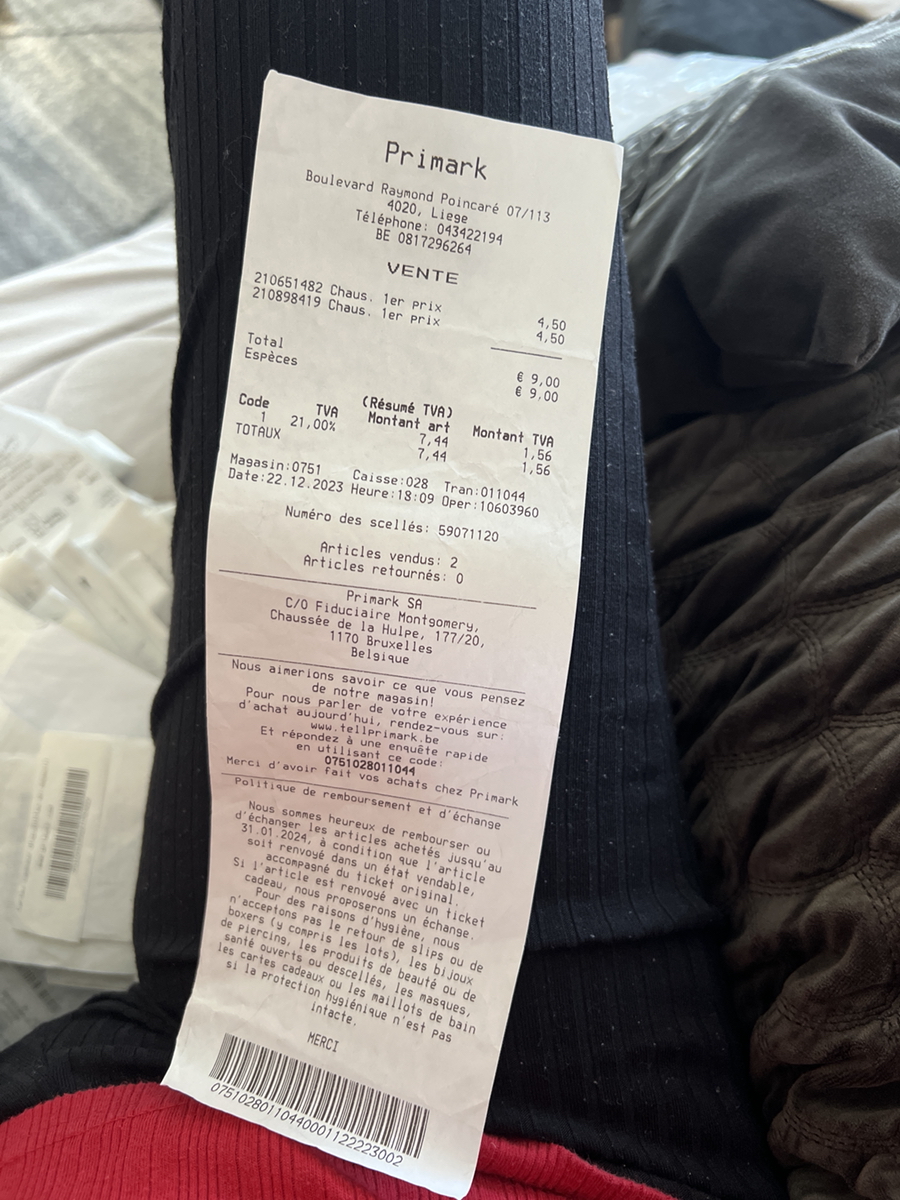 Primark
Boulevard Raymond Poincaré 07/113
4020, Liege
Téléphone: 043422194
BE 0817296264
VENTE
210651482 Chaus. 1er prix 4,50
210898419 Chaus. 1er prix 4,50
Total € 9,00
Espèces € 9,00
(Résumé TVA)
Code TVA Montant art Montant TVA
1 21,00% 7,44 1,56
TOTAUX 7,44 1,56
Magasin:0751 Caisse:028 Tran:011044
Date:22.12.2023 Heure:18:09 Oper:10603960
Numéro des scellés: 59071120
Articles vendus: 2
Articles retournés: 0
Primark SA
C/O Fiduciaire Montgomery,
Chaussée de la Hulpe, 177/20,
1170 Bruxelles
Belgique
Nous aimerions savoir ce que vous pensez
de notre magasin!
Pour nous parler de votre expérience
d'achat aujourd'hui, rendez-vous sur:
www.tellprimark.be
Et répondez à une enquête rapide
en utilisant ce code:
0751028011044
Merci d'avoir fait vos achats chez Primark
Politique de remboursement et d'échange
Nous sommes heureux de rembourser ou
d'échanger les articles achetés jusqu'au
31.01.2024, à condition que l'article
soit renvoyé dans un état vendable,
accompagné du ticket original.
Si l'article est renvoyé avec un ticket
cadeau, nous proposerons un échange.
Pour des raisons d'hygiène, nous
n'acceptons pas le retour de slips ou de
boxers (y compris les lots), les bijoux
de piercing, les produits de beauté ou de
santé ouverts ou descellés, les masques,
les cartes cadeaux ou les maillots de bain
si la protection hygiénique n'est pas
intacte.
MERCI
07510280110440001122223002